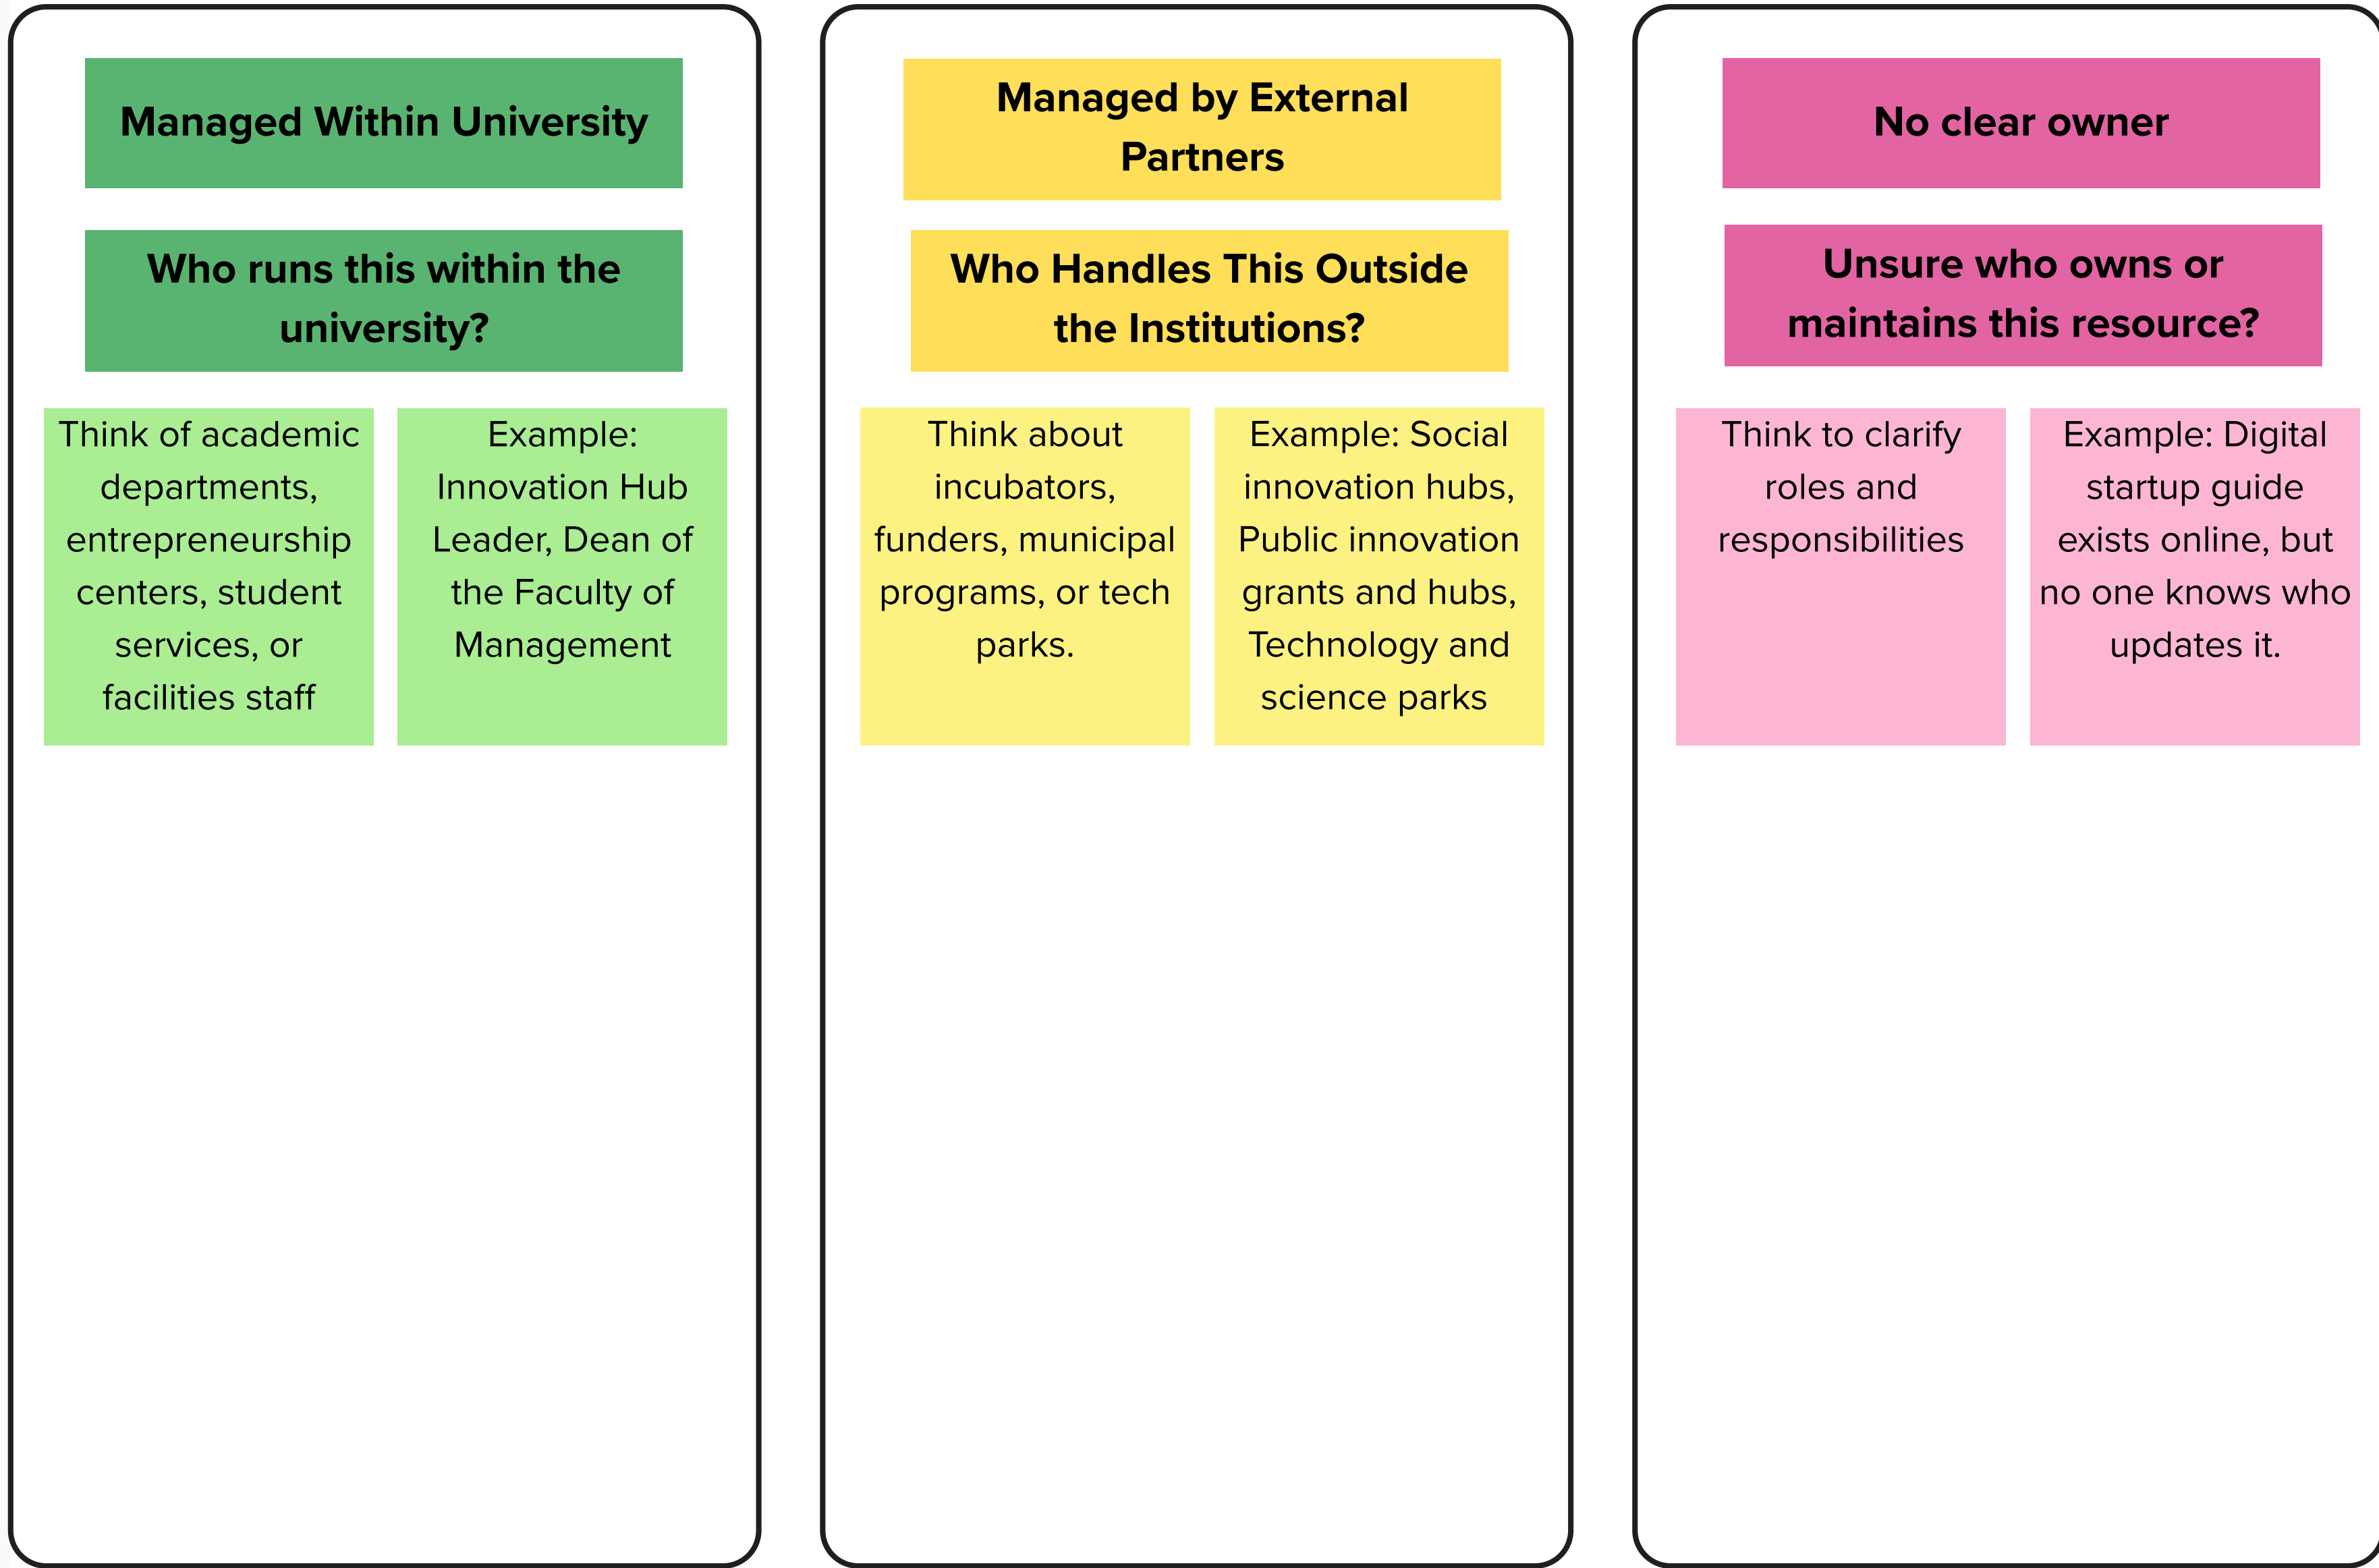 Managed Within University
Who runs this within the
university?
Think of academic
departments,
entrepreneurship
centers, student
services, or
facilities staff
Example:
Innovation Hub
Leader, Dean of
the Faculty of
Management
Managed by External
Partners
Who Handles This Outside
the Institutions?
Think about
incubators,
funders, municipal
programs, or tech
parks.
Example: Social
innovation hubs,
Public innovation
grants and hubs,
Technology and
science parks
No clear owner
Unsure who owns or
maintains this resource?
Think to clarify
roles and
responsibilities
Example: Digital
startup guide
exists online, but
no one knows who
updates it.